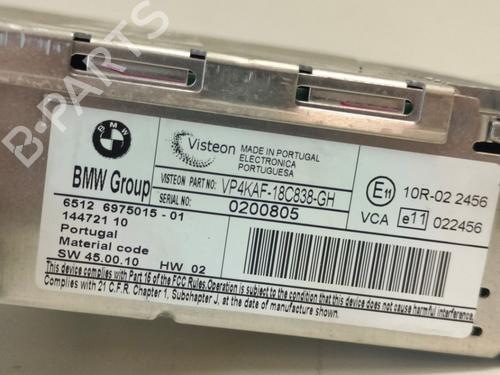 B-PARTS
BMW
BMW Group
Visteon
MADE IN PORTUGAL
ELECTRONICA
PORTUGUESA
VISTEON PART NO: VP4KAF-18C838-GH
SERIAL NO: 0200805
6512 6975015 - 01
144721 10
Portugal
Material code
SW 45.00.10 HW 02
E11 10R-02 2456
VCA e11 022456
This device complies with Part 16 of the FCC Rules.Operation is subject to the condition that this device does not cause harmful interference.
Complies with 21 C.F.R. Chapter 1, Subchapter J, at the date of manufacture shown.